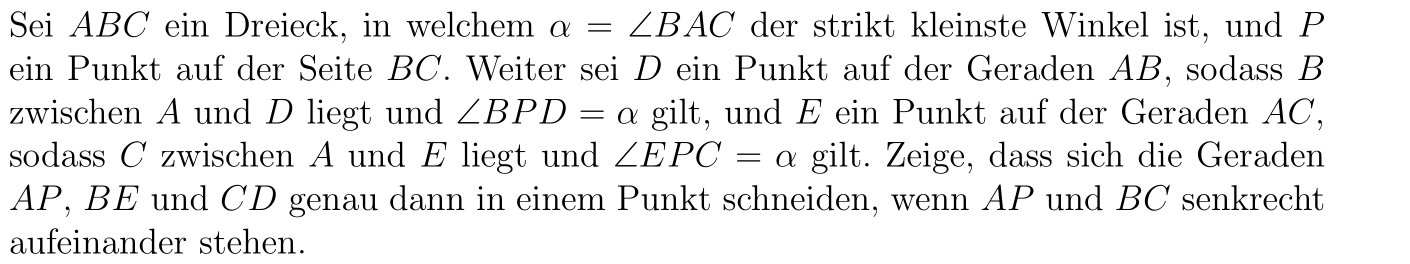 Sei ABC ein Dreieck, in welchem α = ∠BAC der strikt kleinste Winkel ist, und P
ein Punkt auf der Seite BC. Weiter sei D ein Punkt auf der Geraden AB, sodass B
zwischen A und D liegt und ∠BPD = α gilt, und E ein Punkt auf der Geraden AC,
sodass C zwischen A und E liegt und ∠EPC = α gilt. Zeige, dass sich die Geraden
AP, BE und CD genau dann in einem Punkt schneiden, wenn AP und BC senkrecht
aufeinander stehen.